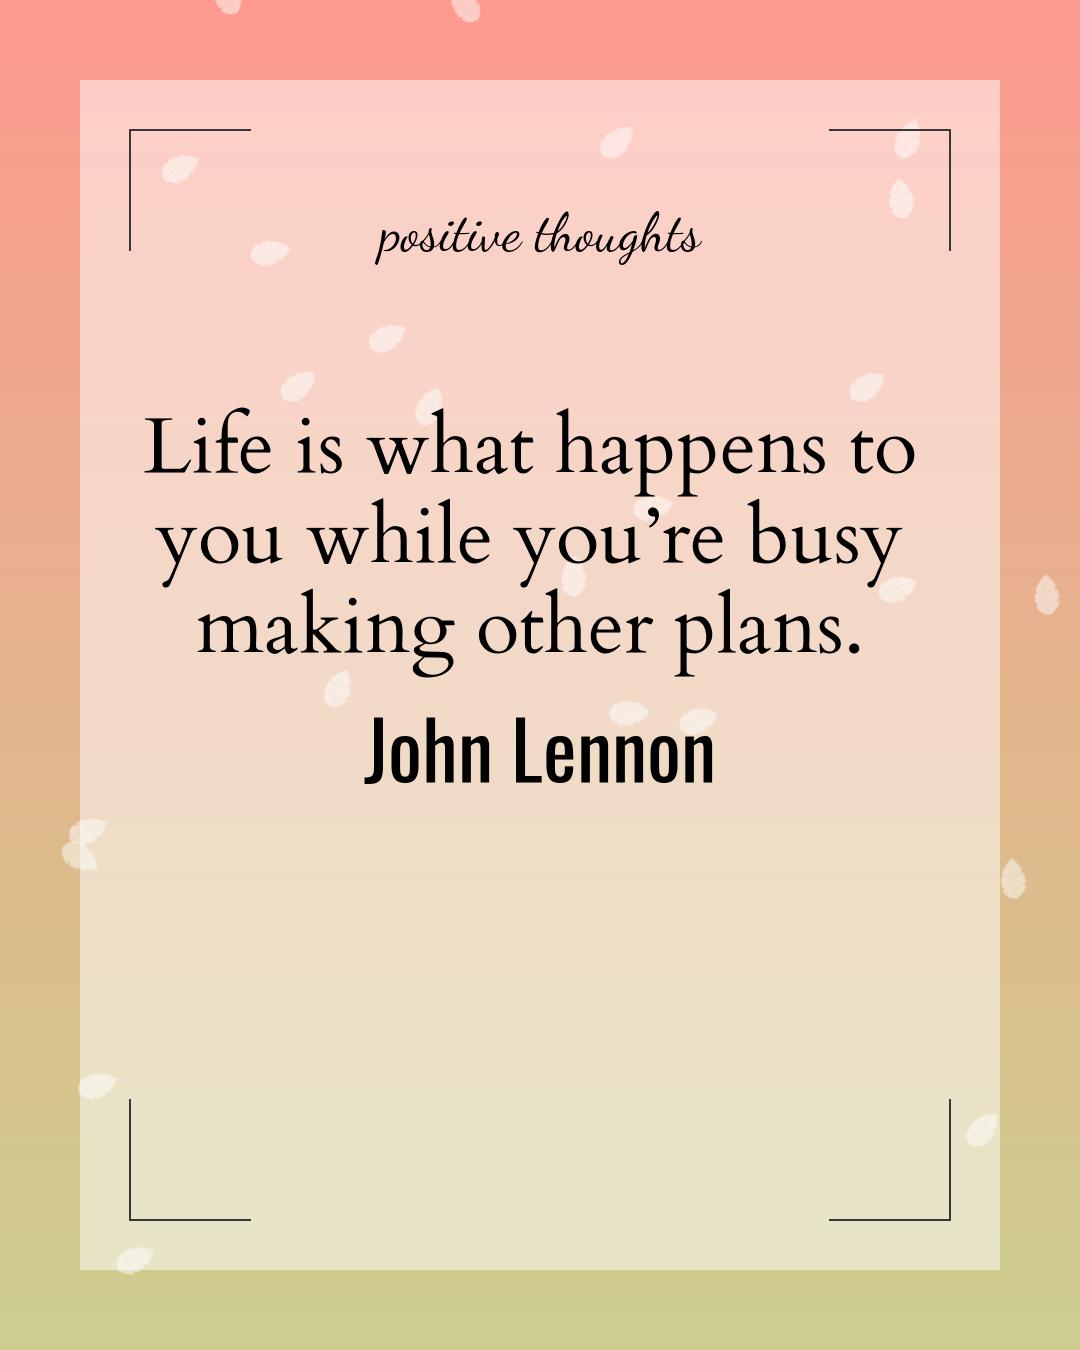 positive thoughts
Life is what happens to
you while you’re busy
making other plans.
John Lennon